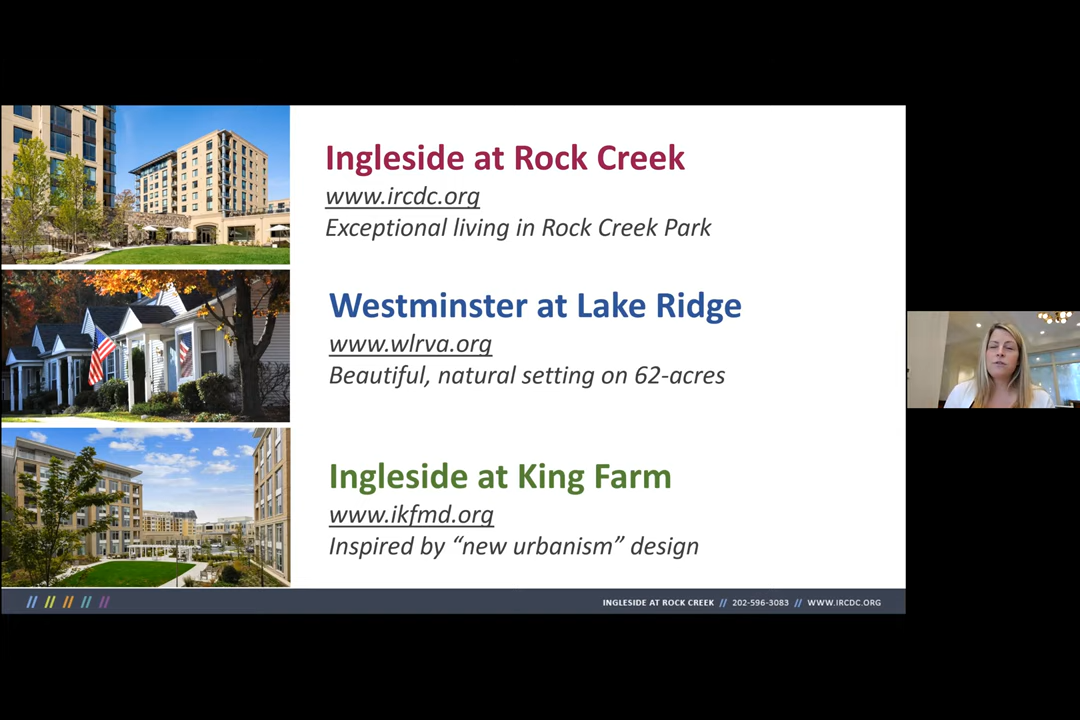 Ingleside at Rock Creek
www.ircdc.org
Exceptional living in Rock Creek Park
Westminster at Lake Ridge
www.wlrva.org
Beautiful, natural setting on 62-acres
Ingleside at King Farm
www.ikfmd.org
Inspired by “new urbanism” design
INGLESIDE AT ROCK CREEK // 202-596-3083 // WWW.IRCDC.ORG